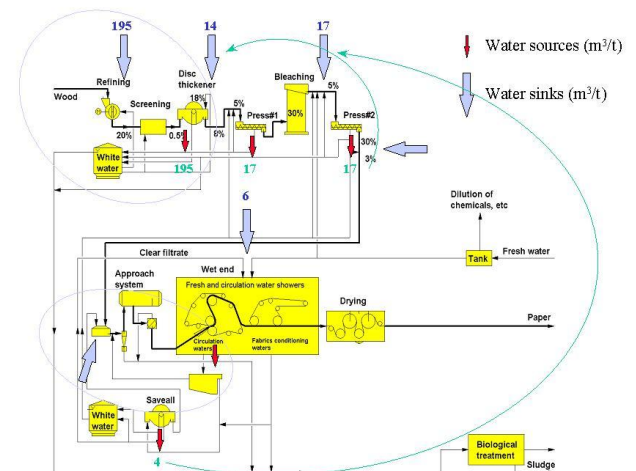 195
14
17
Water sources (m³/t)
Water sinks (m³/t)
Refining
Disc
thickener
Bleaching
18%
5%
Wood
Screening
5%
Press#1
30%
Press#2
20%
0.5%
8%
30%
3%
White
water
195
17
17
6
Dilution of
chemicals, etc
Clear filtrate
Fresh water
Tank
Wet end
Approach
system
Fresh and circulation water showers
Drying
Paper
Circulation
waters
Fabrics conditioning
waters
Saveall
White
water
4
Biological
treatment
Sludge